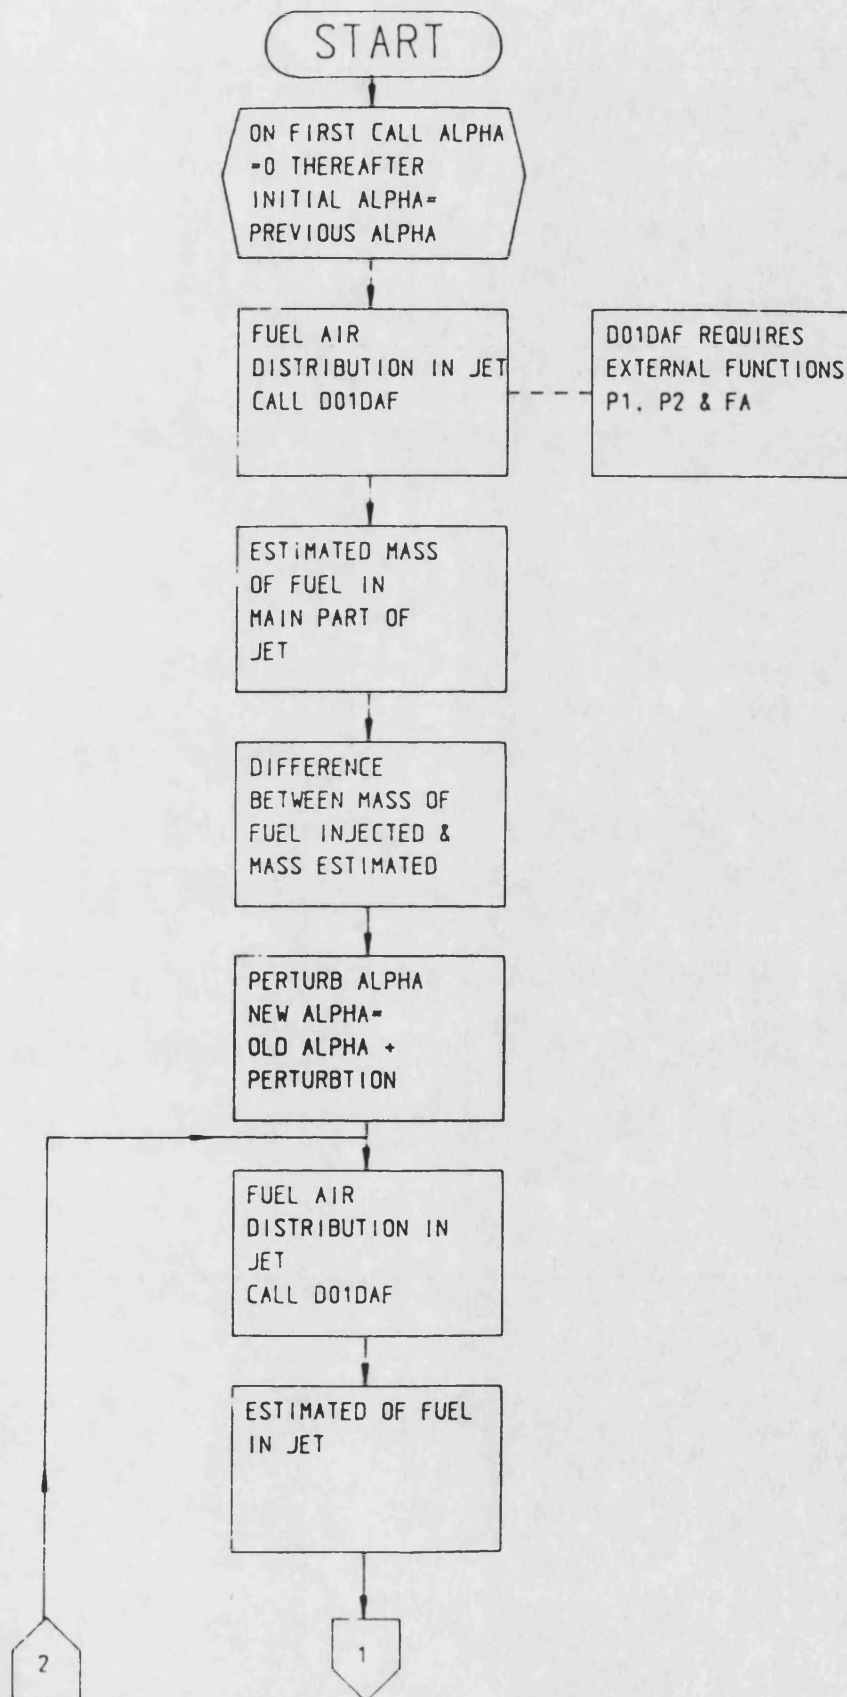 START
ON FIRST CALL ALPHA
=0 THEREAFTER
INITIAL ALPHA=
PREVIOUS ALPHA
FUEL AIR
DISTRIBUTION IN JET
CALL D01DAF
D01DAF REQUIRES
EXTERNAL FUNCTIONS
P1. P2 & FA
ESTIMATED MASS
OF FUEL IN
MAIN PART OF
JET
DIFFERENCE
BETWEEN MASS OF
FUEL INJECTED &
MASS ESTIMATED
PERTURB ALPHA
NEW ALPHA=
OLD ALPHA +
PERTURBTION
FUEL AIR
DISTRIBUTION IN
JET
CALL D01DAF
ESTIMATED OF FUEL
IN JET
2
1